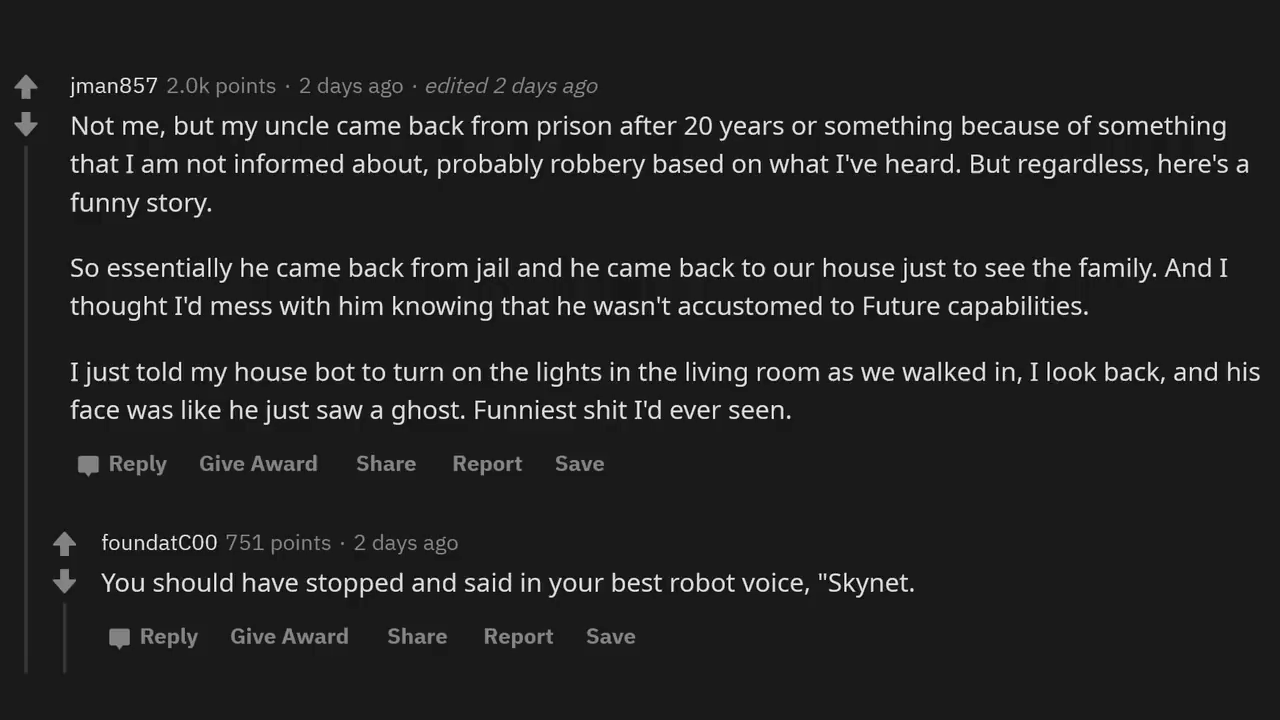 jman857 2.0k points · 2 days ago · edited 2 days ago
Not me, but my uncle came back from prison after 20 years or something because of something
that I am not informed about, probably robbery based on what I've heard. But regardless, here's a
funny story.
So essentially he came back from jail and he came back to our house just to see the family. And I
thought I'd mess with him knowing that he wasn't accustomed to Future capabilities.
I just told my house bot to turn on the lights in the living room as we walked in, I look back, and his
face was like he just saw a ghost. Funniest shit I'd ever seen.
Reply Give Award Share Report Save
foundatC00 751 points · 2 days ago
You should have stopped and said in your best robot voice, "Skynet.
Reply Give Award Share Report Save